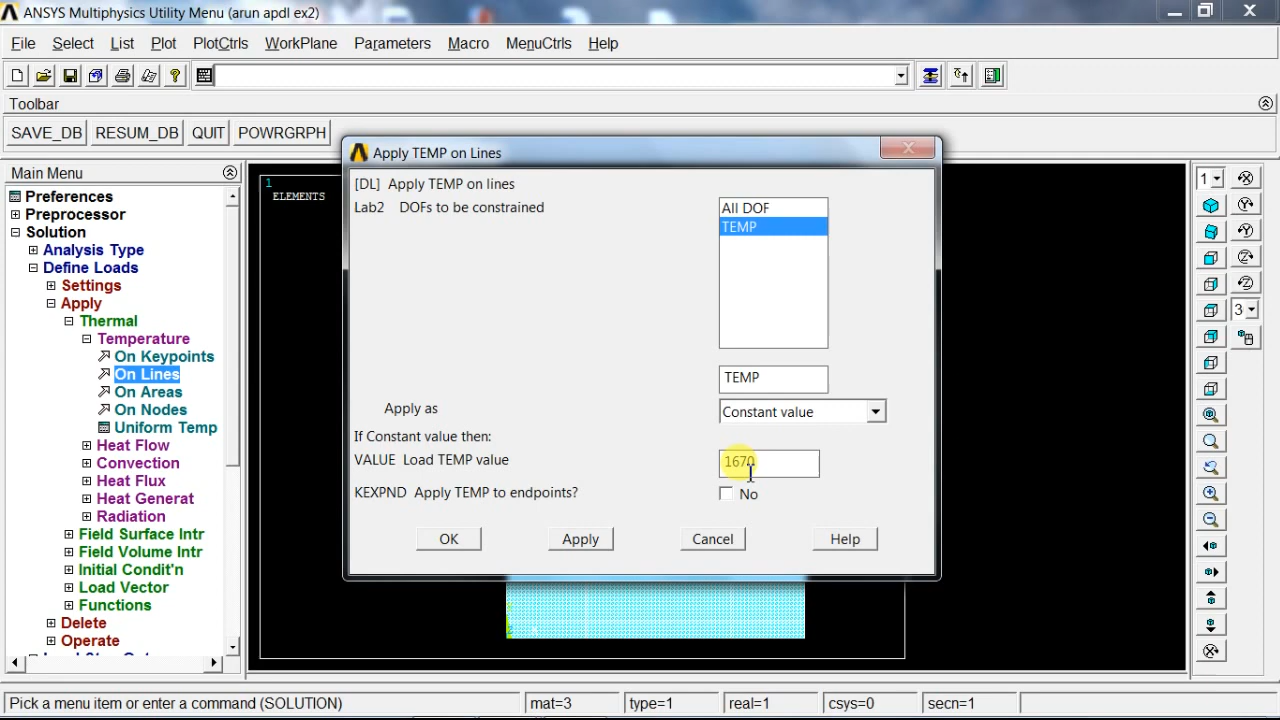 ANSYS Multiphysics Utility Menu (arun apdl ex2)
File Select List Plot PlotCtrls WorkPlane Parameters Macro MenuCtrls Help
Toolbar
SAVE_DB RESUM_DB QUIT POWRGRPH
Main Menu
Preferences
Preprocessor
Solution
Analysis Type
Define Loads
Settings
Apply
Thermal
Temperature
On Keypoints
On Lines
On Areas
On Nodes
Uniform Temp
Heat Flow
Convection
Heat Flux
Heat Generat
Radiation
Field Surface Intr
Field Volume Intr
Initial Condit'n
Load Vector
Functions
Delete
Operate
1
ELEMENTS
Apply TEMP on Lines
[DL] Apply TEMP on lines
Lab2 DOFs to be constrained
All DOF
TEMP
TEMP
Apply as Constant value
If Constant value then:
VALUE Load TEMP value 1670
KEXPND Apply TEMP to endpoints? No
OK Apply Cancel Help
1
3
Pick a menu item or enter a command (SOLUTION) mat=3 type=1 real=1 csys=0 secn=1